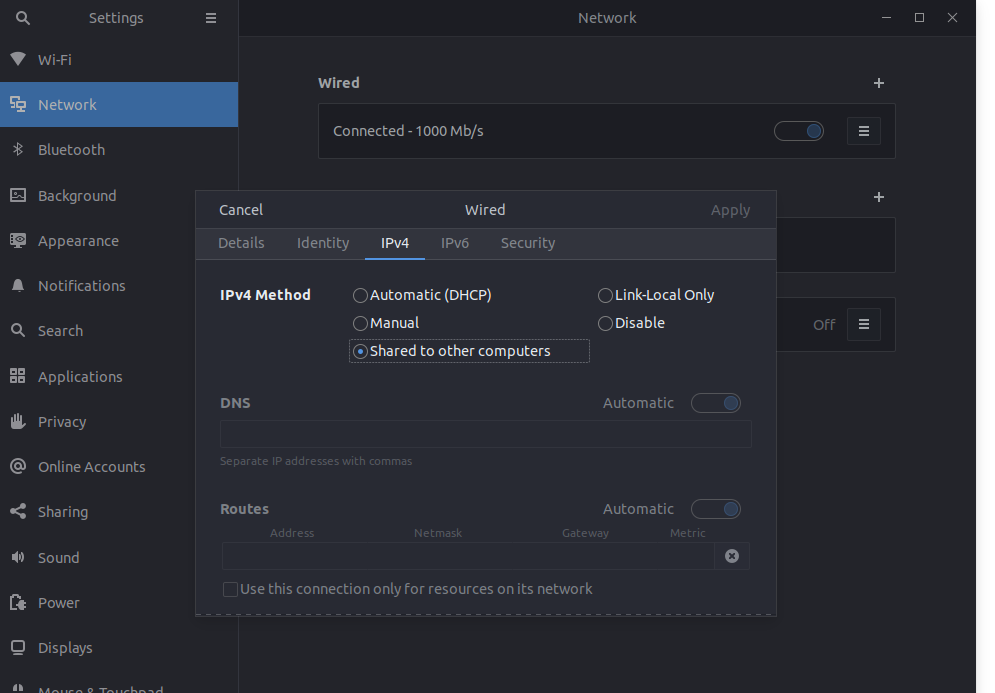 Settings
Network
Wi-Fi
Network
Bluetooth
Background
Appearance
Notifications
Search
Applications
Privacy
Online Accounts
Sharing
Sound
Power
Displays
Mouse & Touchpad
Wired
Connected - 1000 Mb/s
Off
Cancel
Wired
Apply
Details Identity IPv4 IPv6 Security
IPv4 Method
Automatic (DHCP)
Link-Local Only
Manual
Disable
Shared to other computers
DNS
Automatic
Separate IP addresses with commas
Routes
Automatic
Address Netmask Gateway Metric
Use this connection only for resources on its network